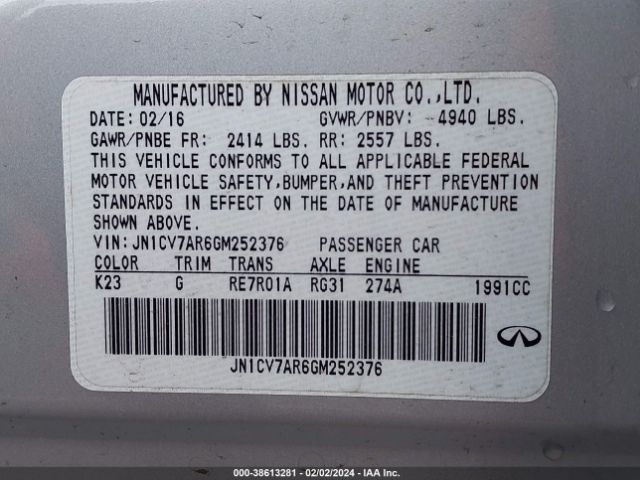 MANUFACTURED BY NISSAN MOTOR CO.,LTD.
DATE: 02/16 GVWR/PNBV: 4940 LBS.
GAWR/PNBE FR: 2414 LBS. RR: 2557 LBS.
THIS VEHICLE CONFORMS TO ALL APPLICABLE FEDERAL
MOTOR VEHICLE SAFETY,BUMPER,AND THEFT PREVENTION
STANDARDS IN EFFECT ON THE DATE OF MANUFACTURE
SHOWN ABOVE.
VIN:JN1CV7AR6GM252376 PASSENGER CAR
COLOR TRIM TRANS AXLE ENGINE
K23 G RE7R01A RG31 274A 1991CC
JN1CV7AR6GM252376
000-38613281 - 02/02/2024 - IAA, Inc.